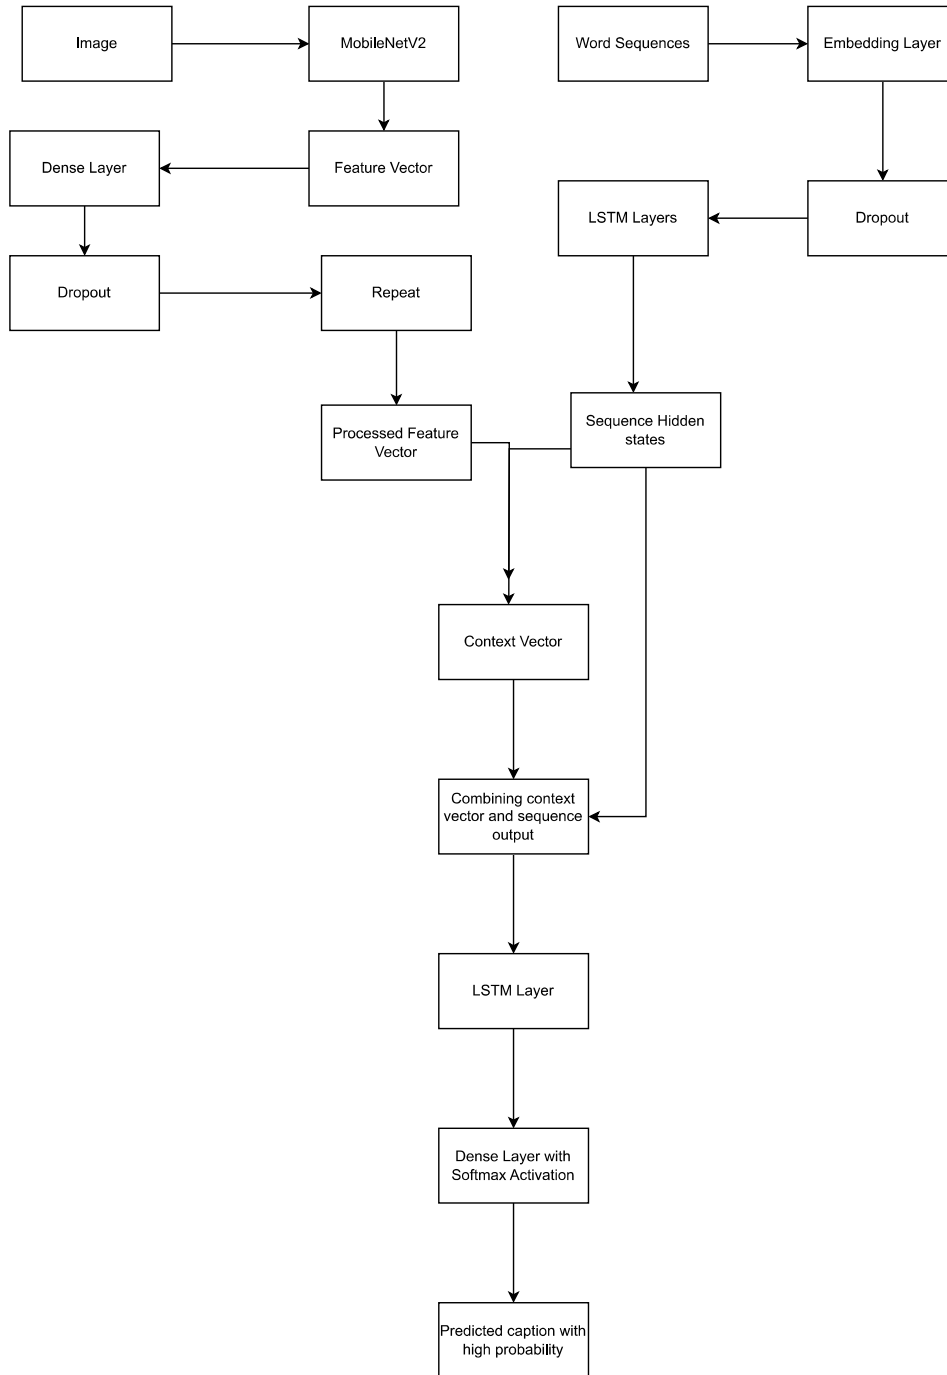 Image
MobileNetV2
Word Sequences
Embedding Layer
Dense Layer
Feature Vector
LSTM Layers
Dropout
Dropout
Repeat
Processed Feature
Vector
Sequence Hidden
states
Context Vector
Combining context
vector and sequence
output
LSTM Layer
Dense Layer with
Softmax Activation
Predicted caption with
high probability